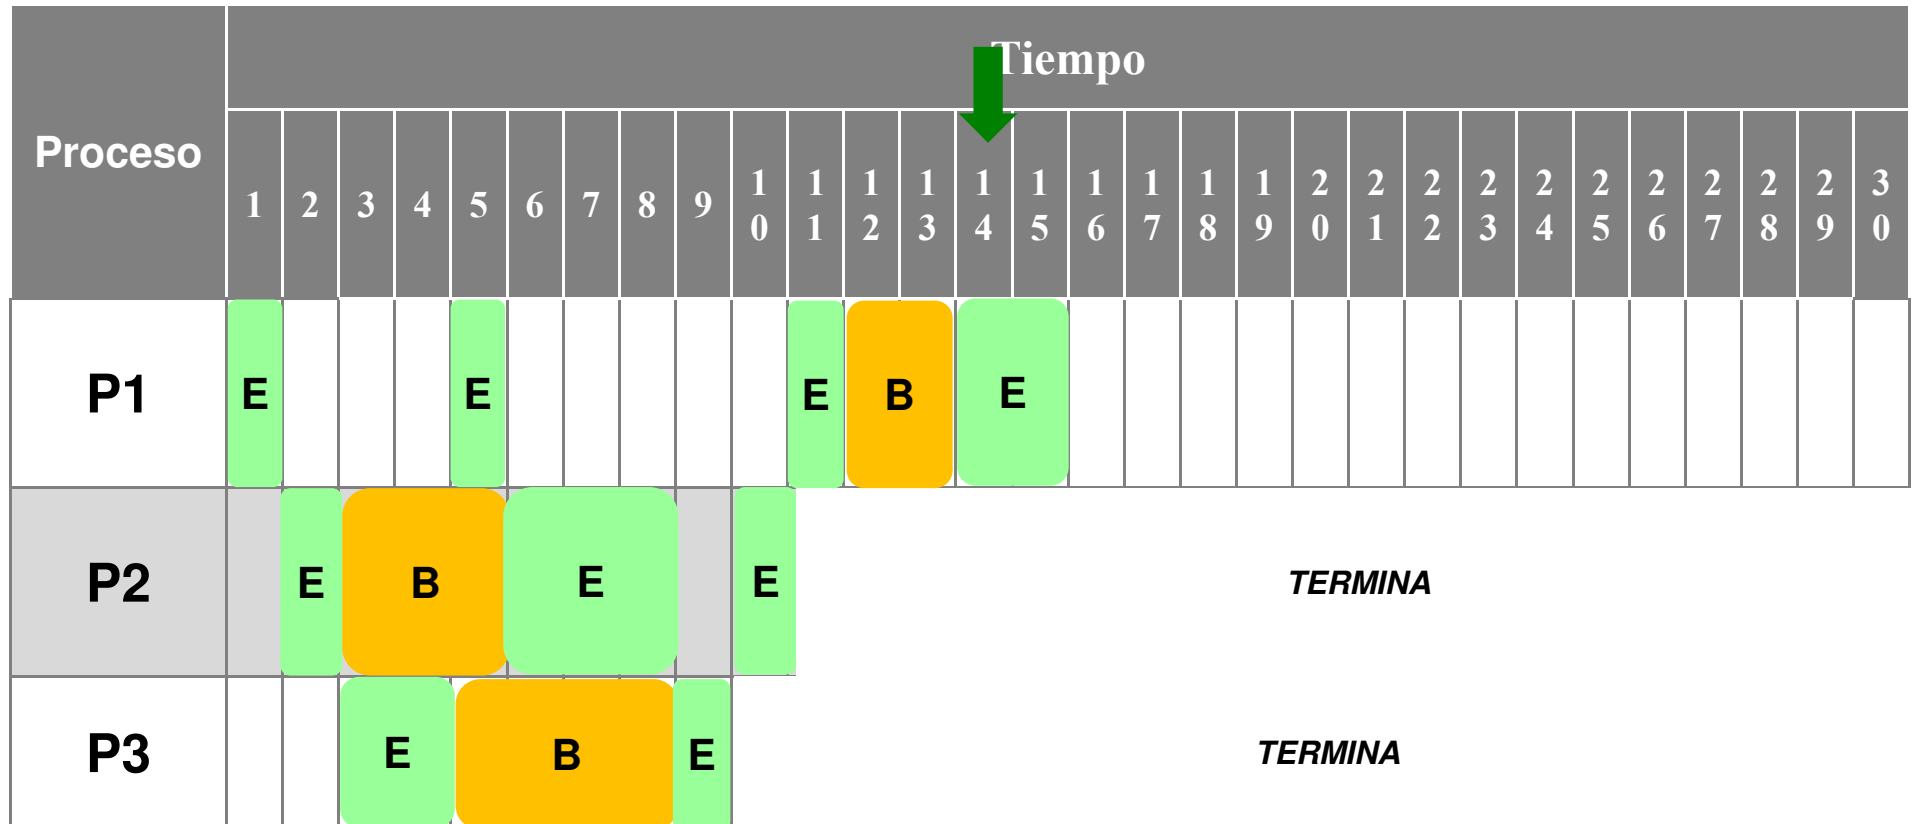 Tiempo
Proceso
1 2 3 4 5 6 7 8 9 10 11 12 13 14 15 16 17 18 19 20 21 22 23 24 25 26 27 28 29 30
P1 E E E B E
P2 E B E E TERMINA
P3 E B E TERMINA